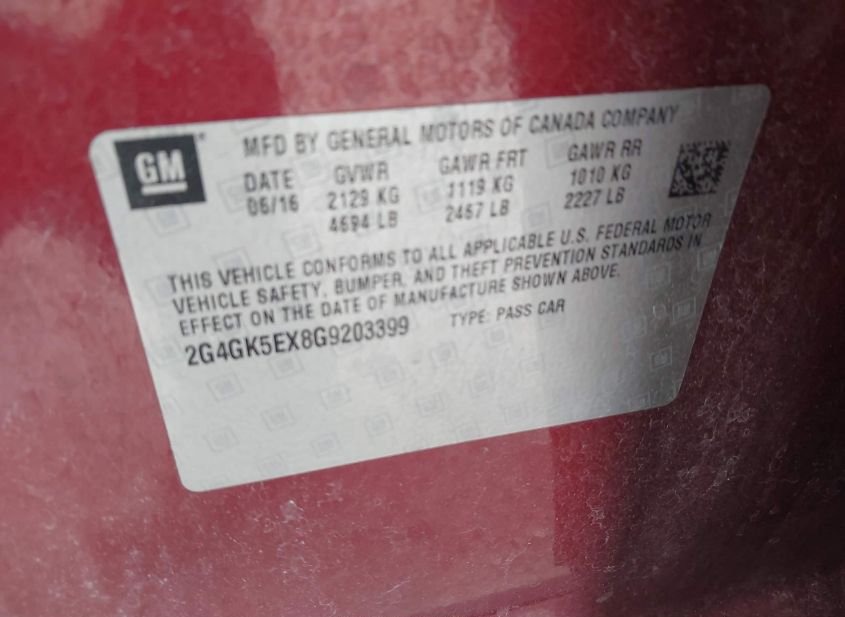 GM
MFD BY GENERAL MOTORS OF CANADA COMPANY
DATE GVWR GAWR FRT GAWR RR
06/16 2129 KG 1119 KG 1010 KG
4694 LB 2467 LB 2227 LB
THIS VEHICLE CONFORMS TO ALL APPLICABLE U.S. FEDERAL MOTOR
VEHICLE SAFETY, BUMPER, AND THEFT PREVENTION STANDARDS IN
EFFECT ON THE DATE OF MANUFACTURE SHOWN ABOVE.
2G4GK5EX8G9203399 TYPE: PASS CAR